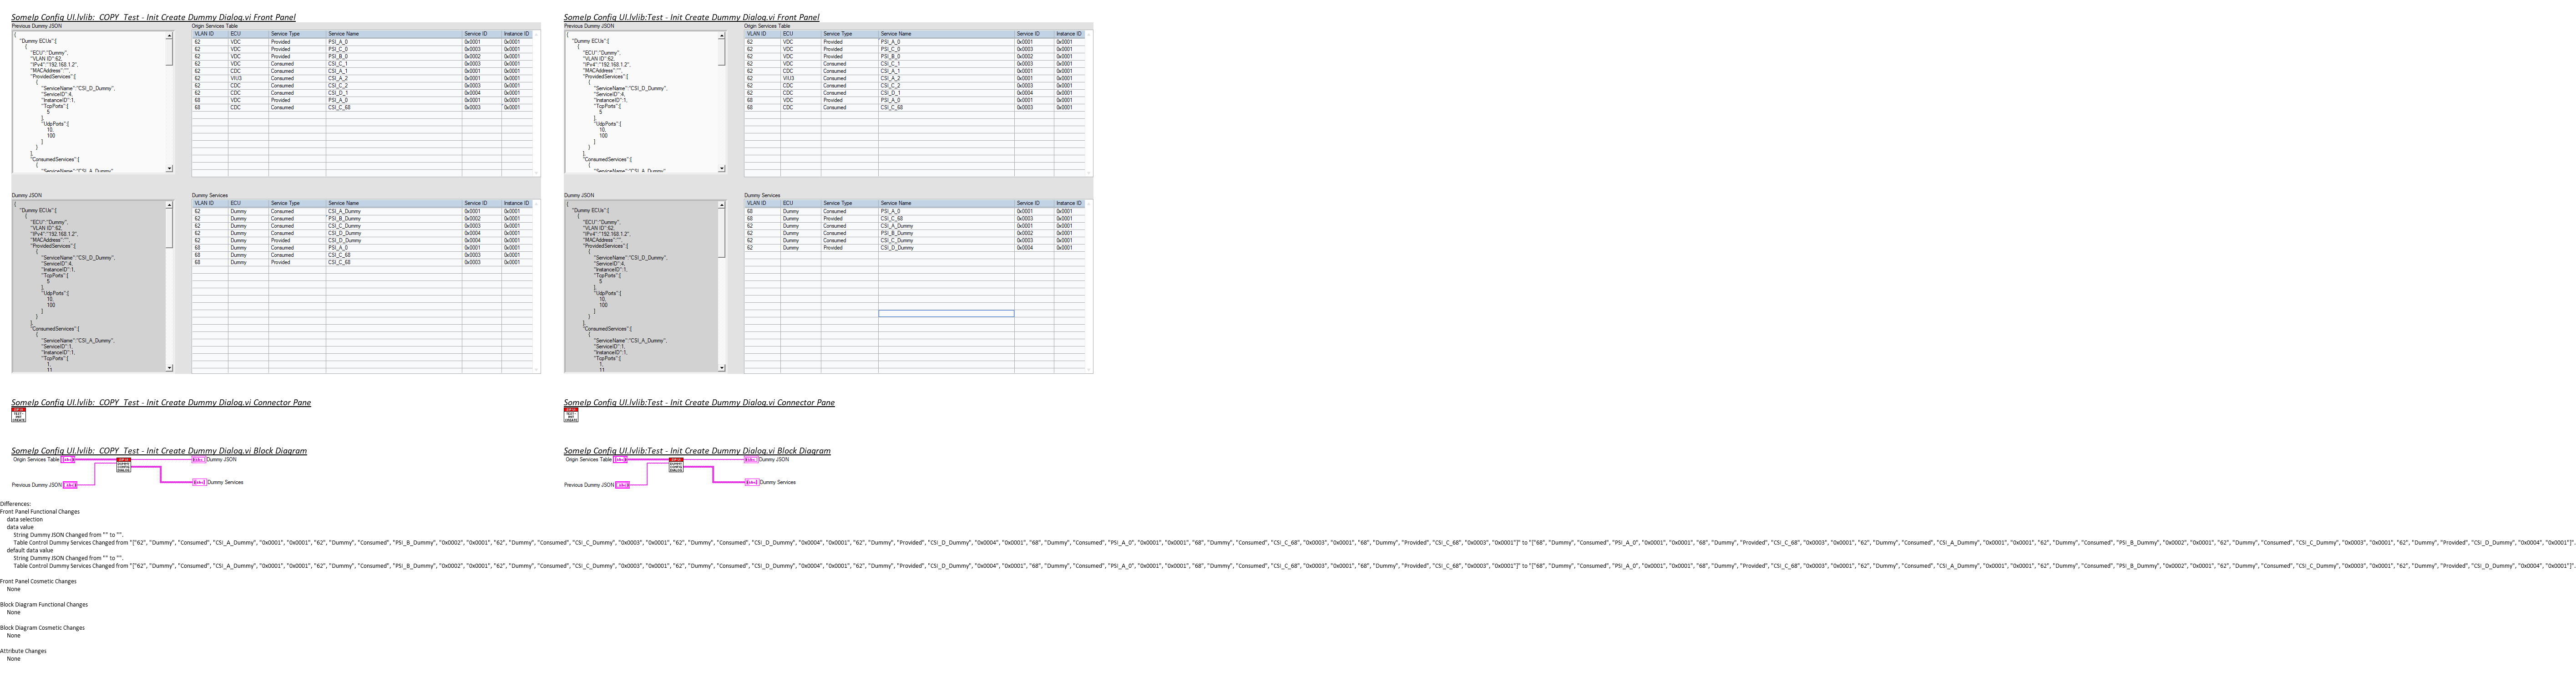 SomeIp Config UI.lvlib:_COPY_Test - Init Create Dummy Dialog.vi Front Panel
Previous Dummy JSON
{
"Dummy ECUs":[
{
"ECU":"Dummy",
"VLAN ID":62,
"IPv4":"192.168.1.2",
"MACAddress":"",
"ProvidedServices":[
{
"ServiceName":"CSI_D_Dummy",
"ServiceID":4,
"InstanceID":1,
"TcpPorts":[
5
],
"UdpPorts":[
10,
100
]
}
],
"ConsumedServices":[
{
"ServiceName":"CSI_A_Dummy",
Origin Services Table
VLAN ID ECU Service Type Service Name Service ID Instance ID
62 VDC Provided PSI_A_0 0x0001 0x0001
62 VDC Provided PSI_C_0 0x0003 0x0001
62 VDC Provided PSI_B_0 0x0002 0x0001
62 VDC Consumed CSI_C_1 0x0003 0x0001
62 CDC Consumed CSI_A_1 0x0001 0x0001
62 VIU3 Consumed CSI_A_2 0x0001 0x0001
62 CDC Consumed CSI_C_2 0x0003 0x0001
62 CDC Consumed CSI_D_1 0x0004 0x0001
68 VDC Provided PSI_A_0 0x0001 0x0001
68 CDC Consumed CSI_C_68 0x0003 0x0001
Dummy JSON
{
"Dummy ECUs":[
{
"ECU":"Dummy",
"VLAN ID":62,
"IPv4":"192.168.1.2",
"MACAddress":"",
"ProvidedServices":[
{
"ServiceName":"CSI_D_Dummy",
"ServiceID":4,
"InstanceID":1,
"TcpPorts":[
5
],
"UdpPorts":[
10,
100
]
}
],
"ConsumedServices":[
{
"ServiceName":"CSI_A_Dummy",
"ServiceID":1,
"InstanceID":1,
"TcpPorts":[
1,
11
Dummy Services
VLAN ID ECU Service Type Service Name Service ID Instance ID
62 Dummy Consumed CSI_A_Dummy 0x0001 0x0001
62 Dummy Consumed PSI_B_Dummy 0x0002 0x0001
62 Dummy Consumed CSI_C_Dummy 0x0003 0x0001
62 Dummy Consumed CSI_D_Dummy 0x0004 0x0001
62 Dummy Provided CSI_D_Dummy 0x0004 0x0001
68 Dummy Consumed PSI_A_0 0x0001 0x0001
68 Dummy Consumed CSI_C_68 0x0003 0x0001
68 Dummy Provided CSI_C_68 0x0003 0x0001
SomeIp Config UI.lvlib:Test - Init Create Dummy Dialog.vi Front Panel
Previous Dummy JSON
{
"Dummy ECUs":[
{
"ECU":"Dummy",
"VLAN ID":62,
"IPv4":"192.168.1.2",
"MACAddress":"",
"ProvidedServices":[
{
"ServiceName":"CSI_D_Dummy",
"ServiceID":4,
"InstanceID":1,
"TcpPorts":[
5
],
"UdpPorts":[
10,
100
]
}
],
"ConsumedServices":[
{
"ServiceName":"CSI_A_Dummy",
Origin Services Table
VLAN ID ECU Service Type Service Name Service ID Instance ID
62 VDC Provided PSI_A_0 0x0001 0x0001
62 VDC Provided PSI_C_0 0x0003 0x0001
62 VDC Provided PSI_B_0 0x0002 0x0001
62 VDC Consumed CSI_C_1 0x0003 0x0001
62 CDC Consumed CSI_A_1 0x0001 0x0001
62 VIU3 Consumed CSI_A_2 0x0001 0x0001
62 CDC Consumed CSI_C_2 0x0003 0x0001
62 CDC Consumed CSI_D_1 0x0004 0x0001
68 VDC Provided PSI_A_0 0x0001 0x0001
68 CDC Consumed CSI_C_68 0x0003 0x0001
Dummy JSON
{
"Dummy ECUs":[
{
"ECU":"Dummy",
"VLAN ID":62,
"IPv4":"192.168.1.2",
"MACAddress":"",
"ProvidedServices":[
{
"ServiceName":"CSI_D_Dummy",
"ServiceID":4,
"InstanceID":1,
"TcpPorts":[
5
],
"UdpPorts":[
10,
100
]
}
],
"ConsumedServices":[
{
"ServiceName":"CSI_A_Dummy",
"ServiceID":1,
"InstanceID":1,
"TcpPorts":[
1,
11
Dummy Services
VLAN ID ECU Service Type Service Name Service ID Instance ID
68 Dummy Consumed PSI_A_0 0x0001 0x0001
68 Dummy Provided CSI_C_68 0x0003 0x0001
62 Dummy Consumed CSI_A_Dummy 0x0001 0x0001
62 Dummy Consumed PSI_B_Dummy 0x0002 0x0001
62 Dummy Consumed CSI_C_Dummy 0x0003 0x0001
62 Dummy Provided CSI_D_Dummy 0x0004 0x0001
SomeIp Config UI.lvlib:_COPY_Test - Init Create Dummy Dialog.vi Connector Pane
TEST -
INIT
CREATE
SomeIp Config UI.lvlib:Test - Init Create Dummy Dialog.vi Connector Pane
TEST -
INIT
CREATE
SomeIp Config UI.lvlib:_COPY_Test - Init Create Dummy Dialog.vi Block Diagram
Origin Services Table
Dummy JSON
DUMMY
CONFIG
DIALOG
Dummy Services
Previous Dummy JSON
SomeIp Config UI.lvlib:Test - Init Create Dummy Dialog.vi Block Diagram
Origin Services Table
Dummy JSON
DUMMY
CONFIG
DIALOG
Dummy Services
Previous Dummy JSON
Differences:
Front Panel Functional Changes
data selection
data value
String Dummy JSON Changed from "" to "".
Table Control Dummy Services Changed from "["62", "Dummy", "Consumed", "CSI_A_Dummy", "0x0001", "0x0001", "62", "Dummy", "Consumed", "PSI_B_Dummy", "0x0002", "0x0001", "62", "Dummy", "Consumed", "CSI_C_Dummy", "0x0003", "0x0001", "62", "Dummy", "Consumed", "CSI_D_Dummy", "0x0004", "0x0001", "62", "Dummy", "Provided", "CSI_D_Dummy", "0x0004", "0x0001", "68", "Dummy", "Consumed", "PSI_A_0", "0x0001", "0x0001", "68", "Dummy", "Consumed", "CSI_C_68", "0x0003", "0x0001", "68", "Dummy", "Provided", "CSI_C_68", "0x0003", "0x0001"]" to "["68", "Dummy", "Consumed", "PSI_A_0", "0x0001", "0x0001", "68", "Dummy", "Provided", "CSI_C_68", "0x0003", "0x0001", "62", "Dummy", "Consumed", "CSI_A_Dummy", "0x0001", "0x0001", "62", "Dummy", "Consumed", "PSI_B_Dummy", "0x0002", "0x0001", "62", "Dummy", "Consumed", "CSI_C_Dummy", "0x0003", "0x0001", "62", "Dummy", "Provided", "CSI_D_Dummy", "0x0004", "0x0001"]".
default data value
String Dummy JSON Changed from "" to "".
Table Control Dummy Services Changed from "["62", "Dummy", "Consumed", "CSI_A_Dummy", "0x0001", "0x0001", "62", "Dummy", "Consumed", "PSI_B_Dummy", "0x0002", "0x0001", "62", "Dummy", "Consumed", "CSI_C_Dummy", "0x0003", "0x0001", "62", "Dummy", "Consumed", "CSI_D_Dummy", "0x0004", "0x0001", "62", "Dummy", "Provided", "CSI_D_Dummy", "0x0004", "0x0001", "68", "Dummy", "Consumed", "PSI_A_0", "0x0001", "0x0001", "68", "Dummy", "Consumed", "CSI_C_68", "0x0003", "0x0001", "68", "Dummy", "Provided", "CSI_C_68", "0x0003", "0x0001"]" to "["68", "Dummy", "Consumed", "PSI_A_0", "0x0001", "0x0001", "68", "Dummy", "Provided", "CSI_C_68", "0x0003", "0x0001", "62", "Dummy", "Consumed", "CSI_A_Dummy", "0x0001", "0x0001", "62", "Dummy", "Consumed", "PSI_B_Dummy", "0x0002", "0x0001", "62", "Dummy", "Consumed", "CSI_C_Dummy", "0x0003", "0x0001", "62", "Dummy", "Provided", "CSI_D_Dummy", "0x0004", "0x0001"]".
Front Panel Cosmetic Changes
None
Block Diagram Functional Changes
None
Block Diagram Cosmetic Changes
None
Attribute Changes
None